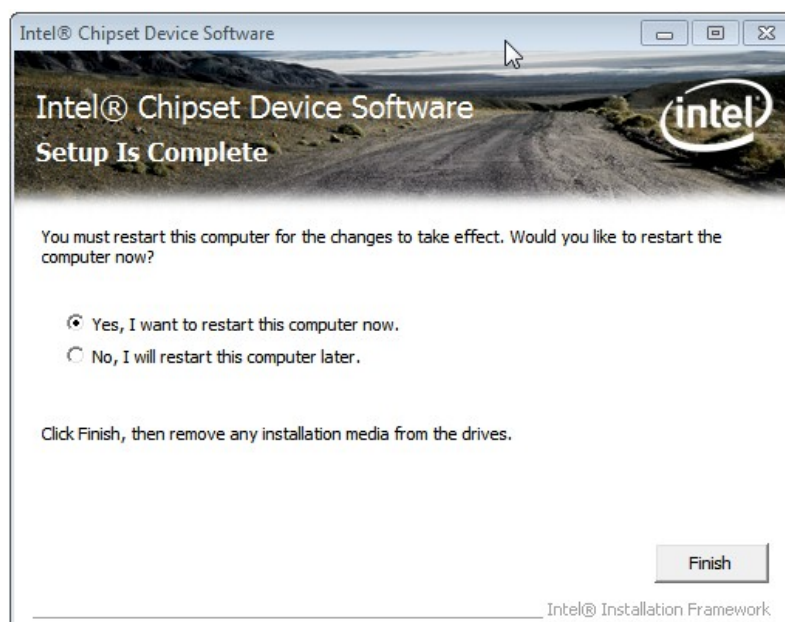 Intel® Chipset Device Software
Intel® Chipset Device Software
intel
Setup Is Complete
You must restart this computer for the changes to take effect. Would you like to restart the
computer now?
Yes, I want to restart this computer now.
No, I will restart this computer later.
Click Finish, then remove any installation media from the drives.
Finish
Intel® Installation Framework